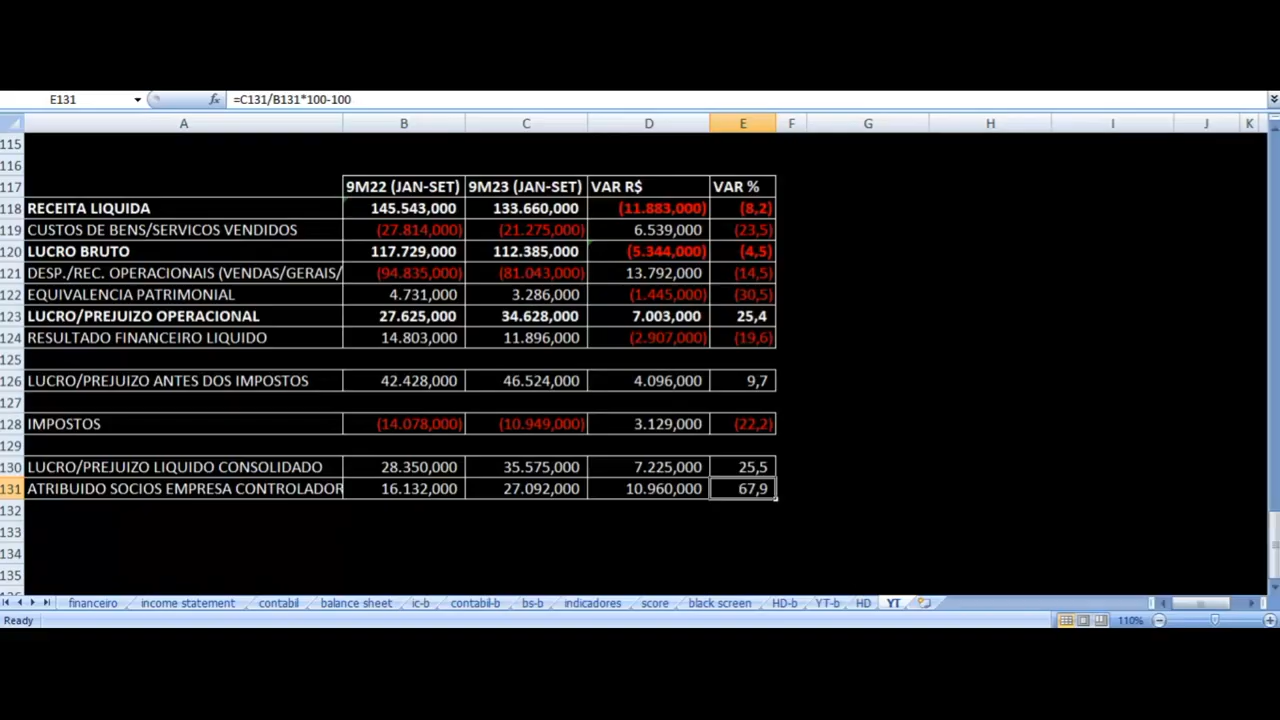 E131 fx =C131/B131*100-100
A B C D E F G H I J K
115
116
117 9M22 (JAN-SET) 9M23 (JAN-SET) VAR R$ VAR %
118 RECEITA LIQUIDA 145.543,000 133.660,000 (11.883,000) (8,2)
119 CUSTOS DE BENS/SERVICOS VENDIDOS (27.814,000) (21.275,000) 6.539,000 (23,5)
120 LUCRO BRUTO 117.729,000 112.385,000 (5.344,000) (4,5)
121 DESP./REC. OPERACIONAIS (VENDAS/GERAIS/ (94.835,000) (81.043,000) 13.792,000 (14,5)
122 EQUIVALENCIA PATRIMONIAL 4.731,000 3.286,000 (1.445,000) (30,5)
123 LUCRO/PREJUIZO OPERACIONAL 27.625,000 34.628,000 7.003,000 25,4
124 RESULTADO FINANCEIRO LIQUIDO 14.803,000 11.896,000 (2.907,000) (19,6)
125
126 LUCRO/PREJUIZO ANTES DOS IMPOSTOS 42.428,000 46.524,000 4.096,000 9,7
127
128 IMPOSTOS (14.078,000) (10.949,000) 3.129,000 (22,2)
129
130 LUCRO/PREJUIZO LIQUIDO CONSOLIDADO 28.350,000 35.575,000 7.225,000 25,5
131 ATRIBUIDO SOCIOS EMPRESA CONTROLADOR 16.132,000 27.092,000 10.960,000 67,9
132
133
134
135
financeiro income statement contabil balance sheet ic-b contabil-b bs-b indicadores score black screen HD-b YT-b HD YT
Ready 110%